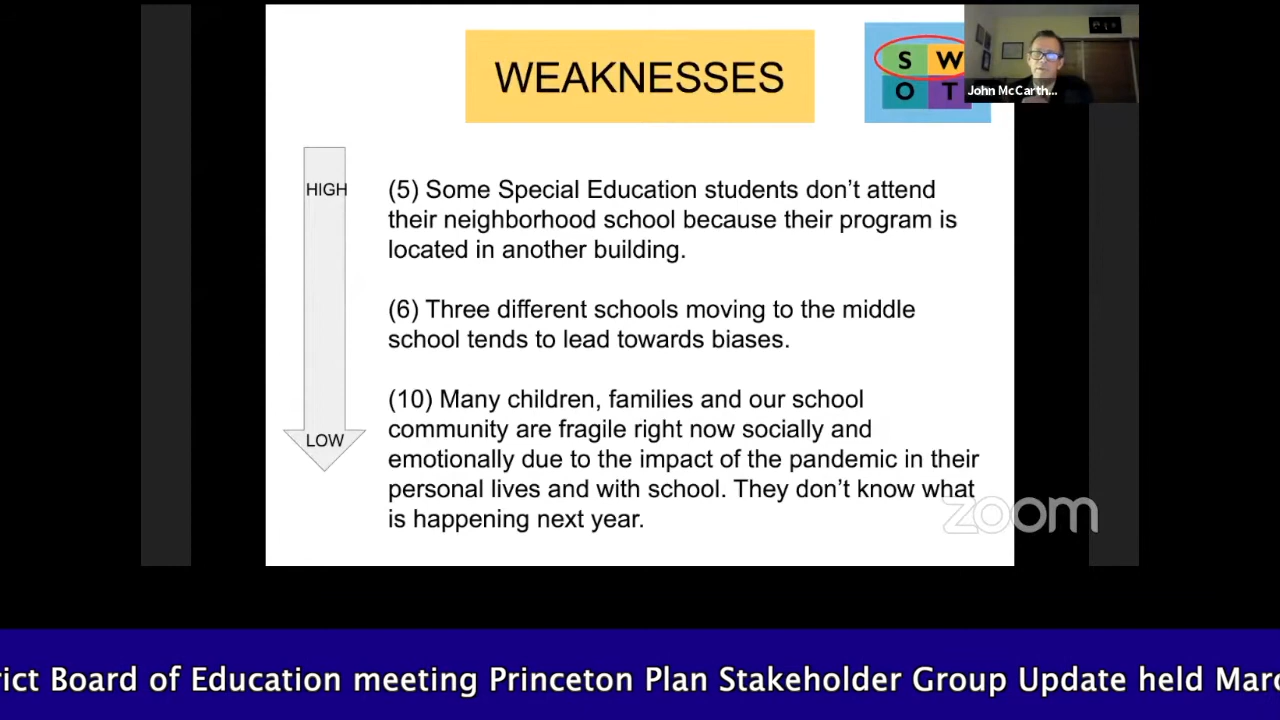 WEAKNESSES
S W
O T
John McCarth...
HIGH
(5) Some Special Education students don’t attend
their neighborhood school because their program is
located in another building.
(6) Three different schools moving to the middle
school tends to lead towards biases.
(10) Many children, families and our school
community are fragile right now socially and
emotionally due to the impact of the pandemic in their
personal lives and with school. They don’t know what
is happening next year.
LOW
zoom
rict Board of Education meeting Princeton Plan Stakeholder Group Update held Marc